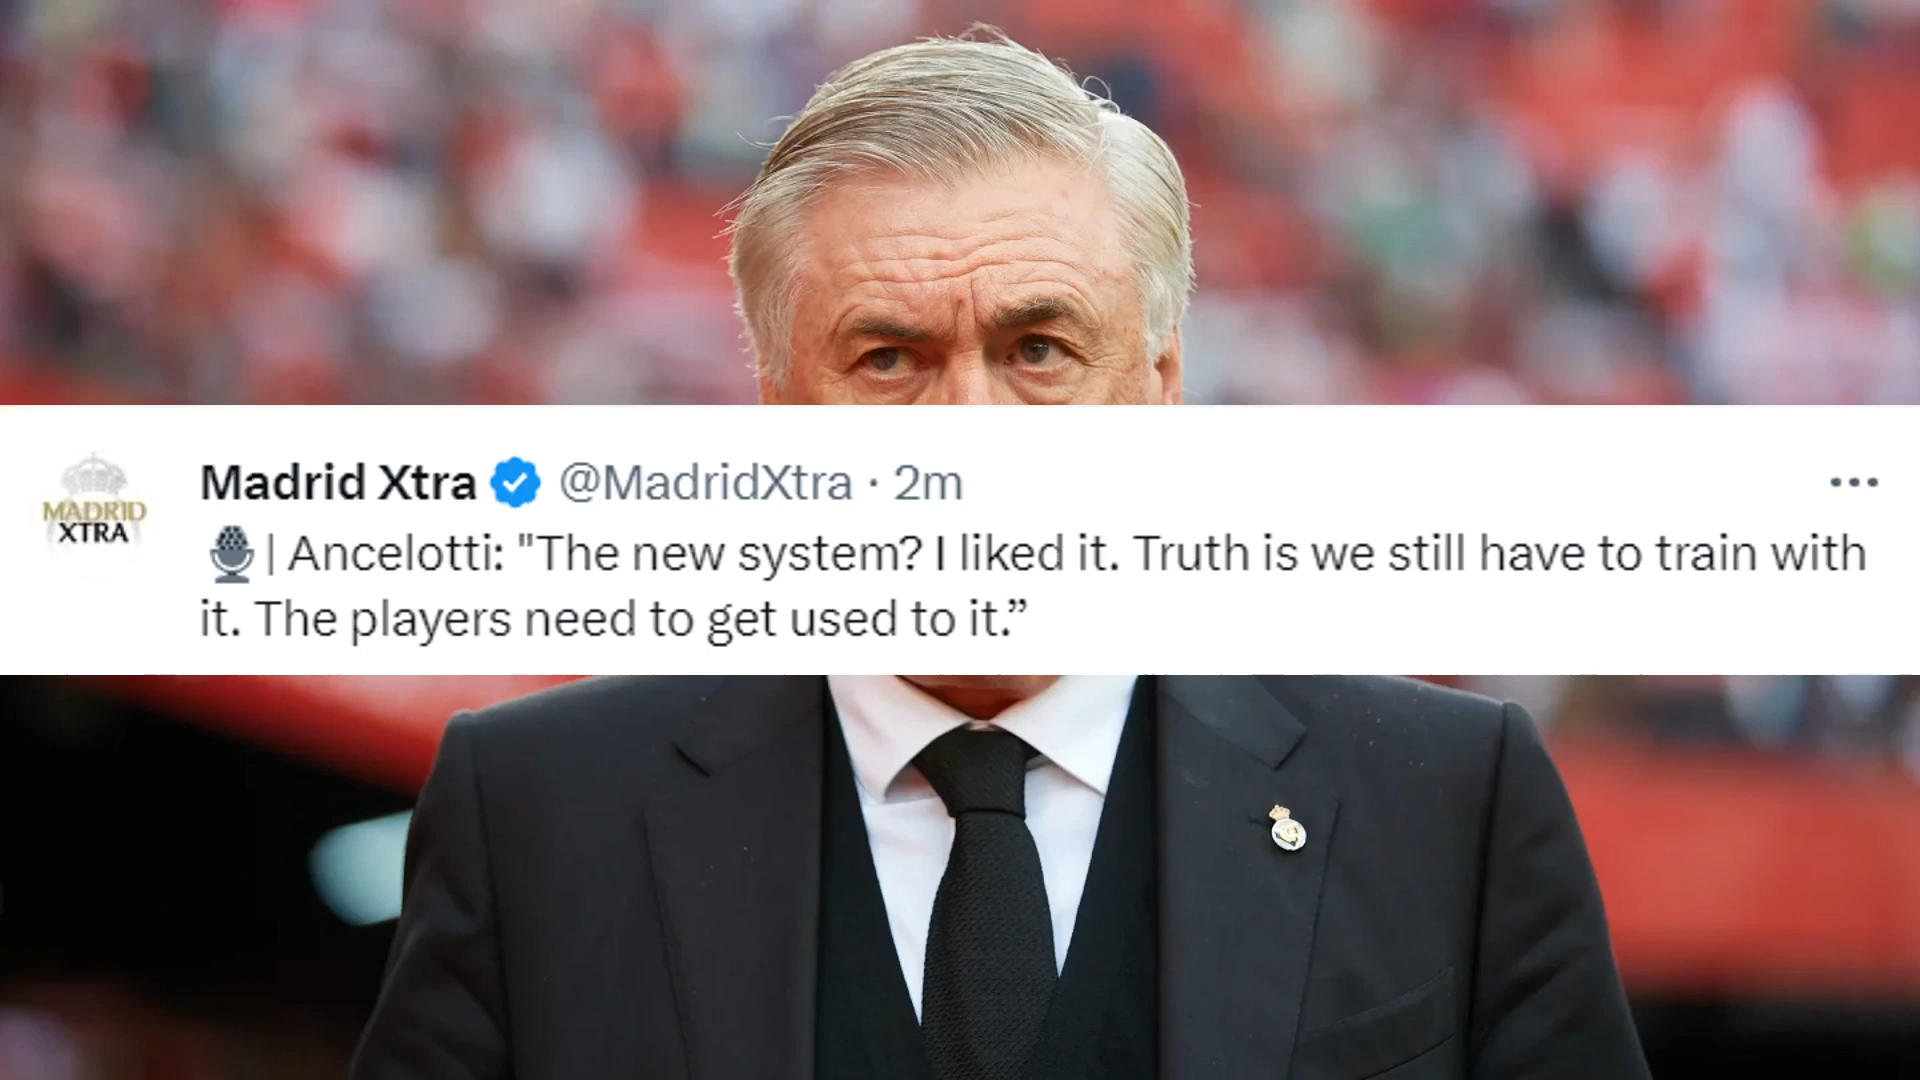 Madrid Xtra @MadridXtra · 2m
MADRID
XTRA
🎙️| Ancelotti: "The new system? I liked it. Truth is we still have to train with
it. The players need to get used to it.”